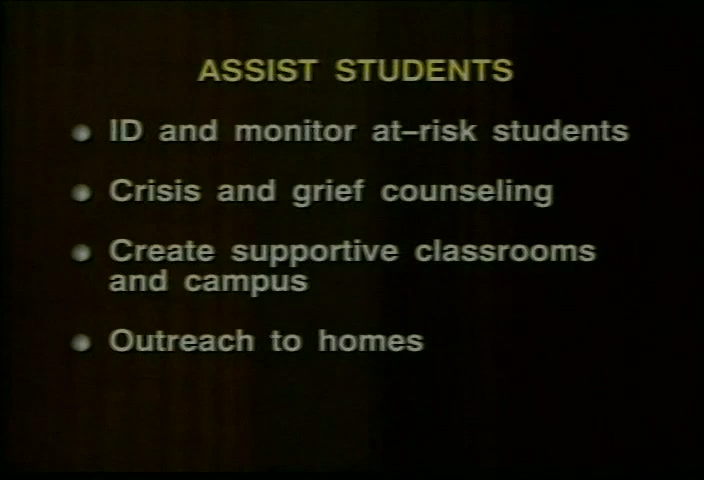 ASSIST STUDENTS
ID and monitor at–risk students
Crisis and grief counseling
Create supportive classrooms
and campus
Outreach to homes